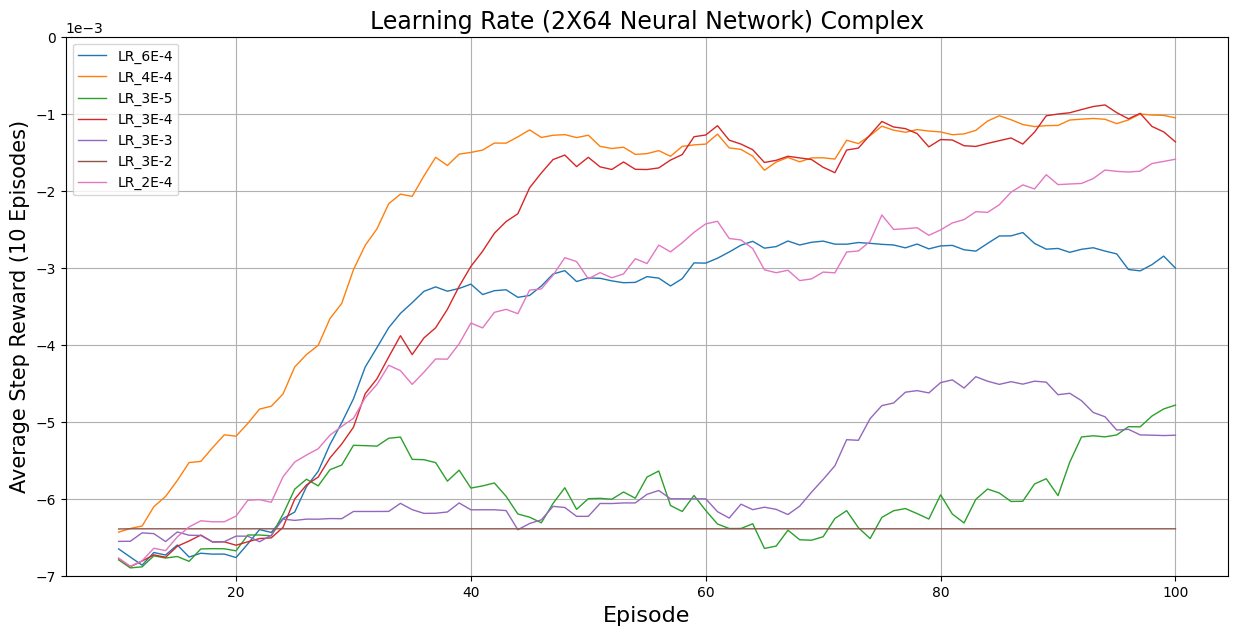 Learning Rate (2X64 Neural Network) Complex
1e−3
0
−1
−2
−3
−4
−5
−6
−7
LR_6E-4
LR_4E-4
LR_3E-5
LR_3E-4
LR_3E-3
LR_3E-2
LR_2E-4
Average Step Reward (10 Episodes)
20
40
60
80
100
Episode